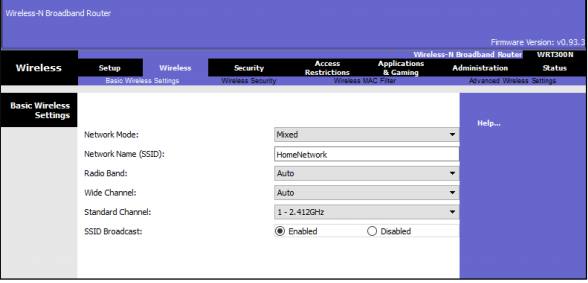 Wireless-N Broadband Router
Firmware Version: v0.93.3
Wireless-N Broadband Router WRT300N
Wireless
Setup Wireless Security Access Restrictions Applications & Gaming Administration Status
Basic Wireless Settings Wireless Security Wireless MAC Filter Advanced Wireless Settings
Basic Wireless
Settings
Help...
Network Mode: Mixed
Network Name (SSID): HomeNetwork
Radio Band: Auto
Wide Channel: Auto
Standard Channel: 1 - 2.412GHz
SSID Broadcast: Enabled Disabled